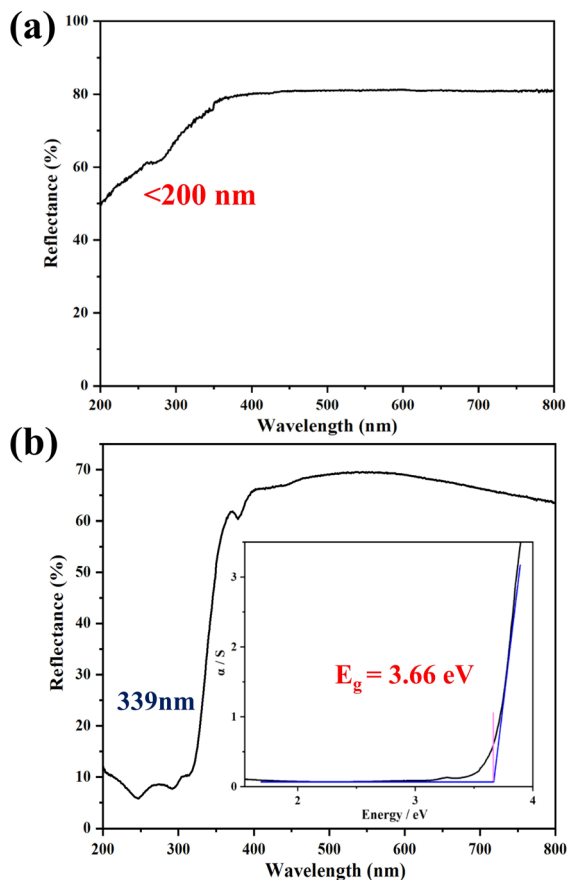 (a)
100
80
60
40
20
0
Reflectance (%)
<200 nm
200 300 400 500 600 700 800
Wavelength (nm)
(b)
70
60
50
40
30
20
10
0
Reflectance (%)
339nm
3
2
1
0
α / S
Eg = 3.66 eV
2 3 4
Energy / eV
200 300 400 500 600 700 800
Wavelength (nm)